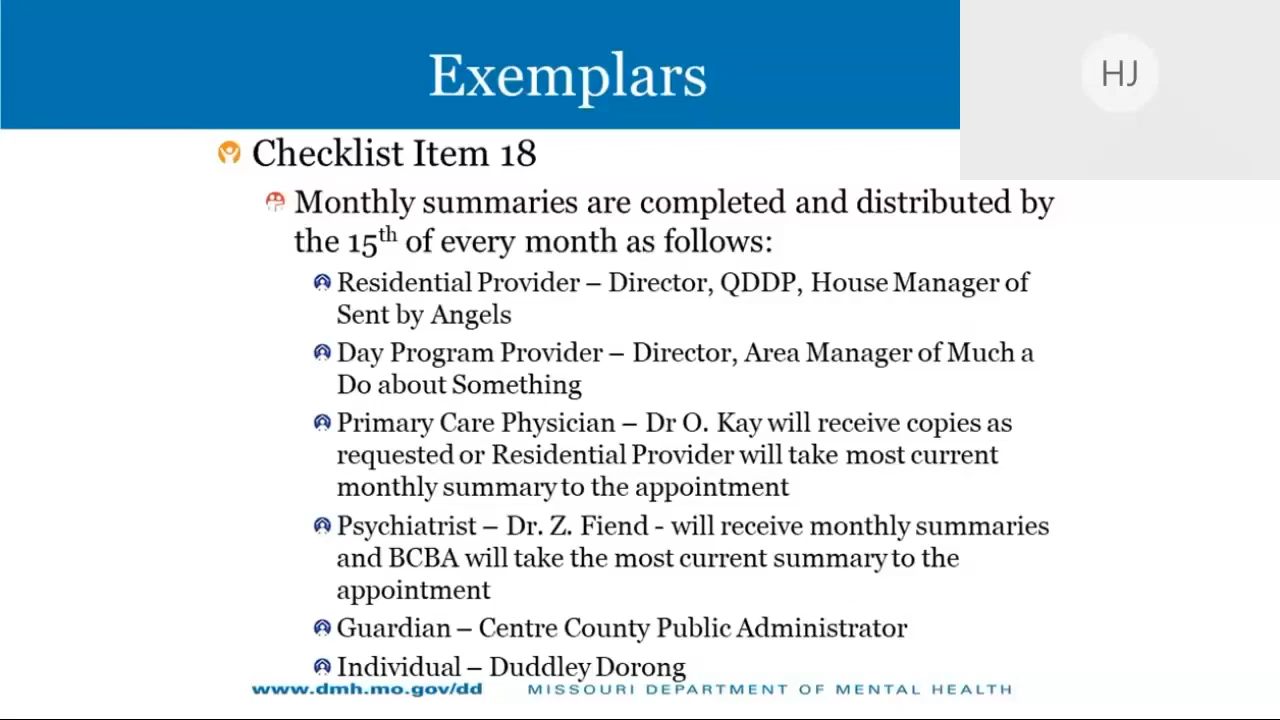 Exemplars
HJ
Checklist Item 18
Monthly summaries are completed and distributed by
the 15th of every month as follows:
Residential Provider – Director, QDDP, House Manager of
Sent by Angels
Day Program Provider – Director, Area Manager of Much a
Do about Something
Primary Care Physician – Dr O. Kay will receive copies as
requested or Residential Provider will take most current
monthly summary to the appointment
Psychiatrist – Dr. Z. Fiend - will receive monthly summaries
and BCBA will take the most current summary to the
appointment
Guardian – Centre County Public Administrator
Individual – Duddley Dorong
www.dmh.mo.gov/dd MISSOURI DEPARTMENT OF MENTAL HEALTH